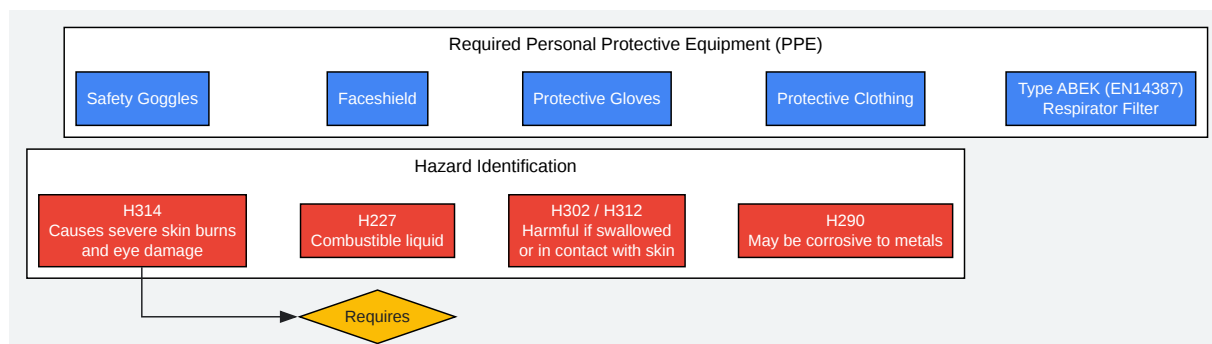 Required Personal Protective Equipment (PPE)
Safety Goggles
Faceshield
Protective Gloves
Protective Clothing
Type ABEK (EN14387)
Respirator Filter
Hazard Identification
H314
Causes severe skin burns
and eye damage
H227
Combustible liquid
H302 / H312
Harmful if swallowed
or in contact with skin
H290
May be corrosive to metals
Requires